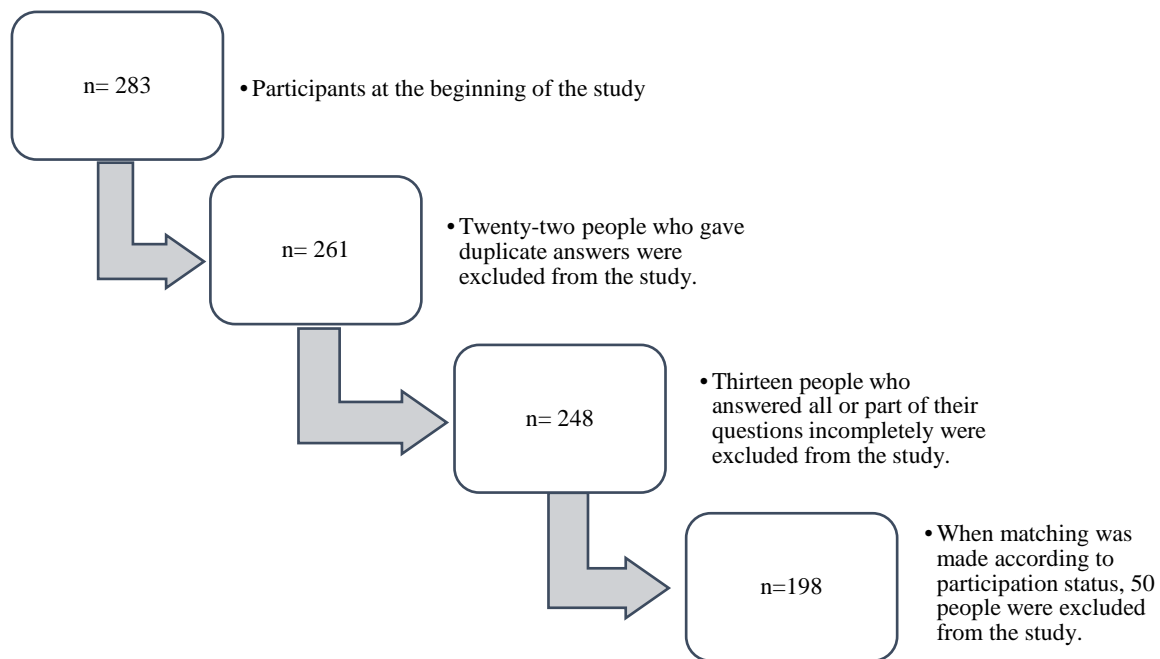 n= 283
• Participants at the beginning of the study
n= 261
• Twenty-two people who gave
duplicate answers were
excluded from the study.
n= 248
• Thirteen people who
answered all or part of their
questions incompletely were
excluded from the study.
n=198
• When matching was
made according to
participation status, 50
people were excluded
from the study.